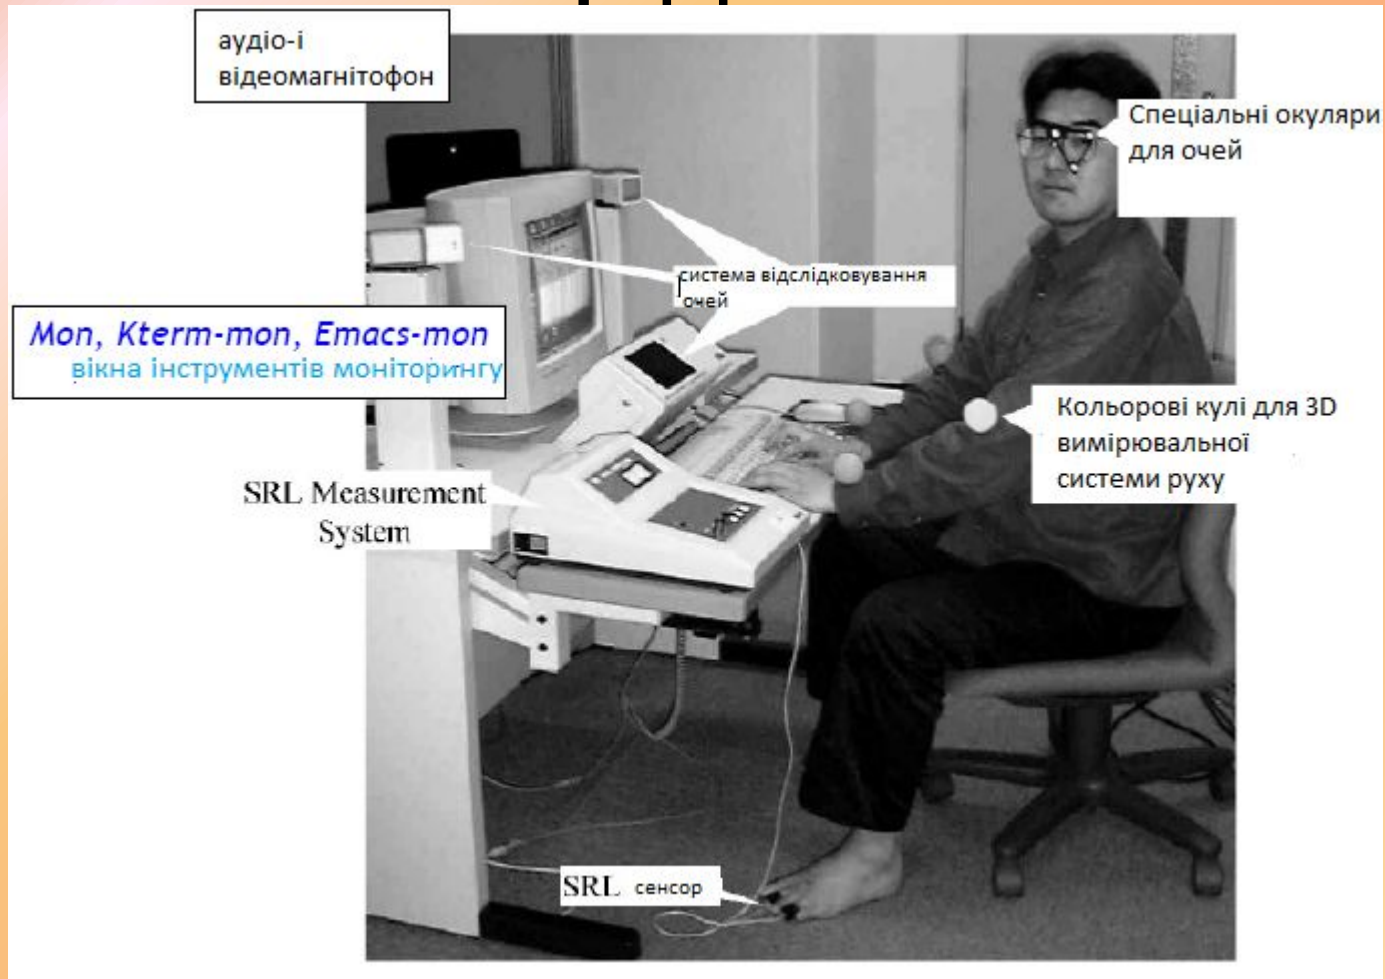 аудіо-і
відеомагнітофон
Спеціальні окуляри
для очей
система відслідковування
очей
Mon, Kterm-mon, Emacs-mon
вікна інструментів моніторингу
Кольорові кулі для 3D
вимірювальної
системи руху
SRL Measurement
System
SRL сенсор